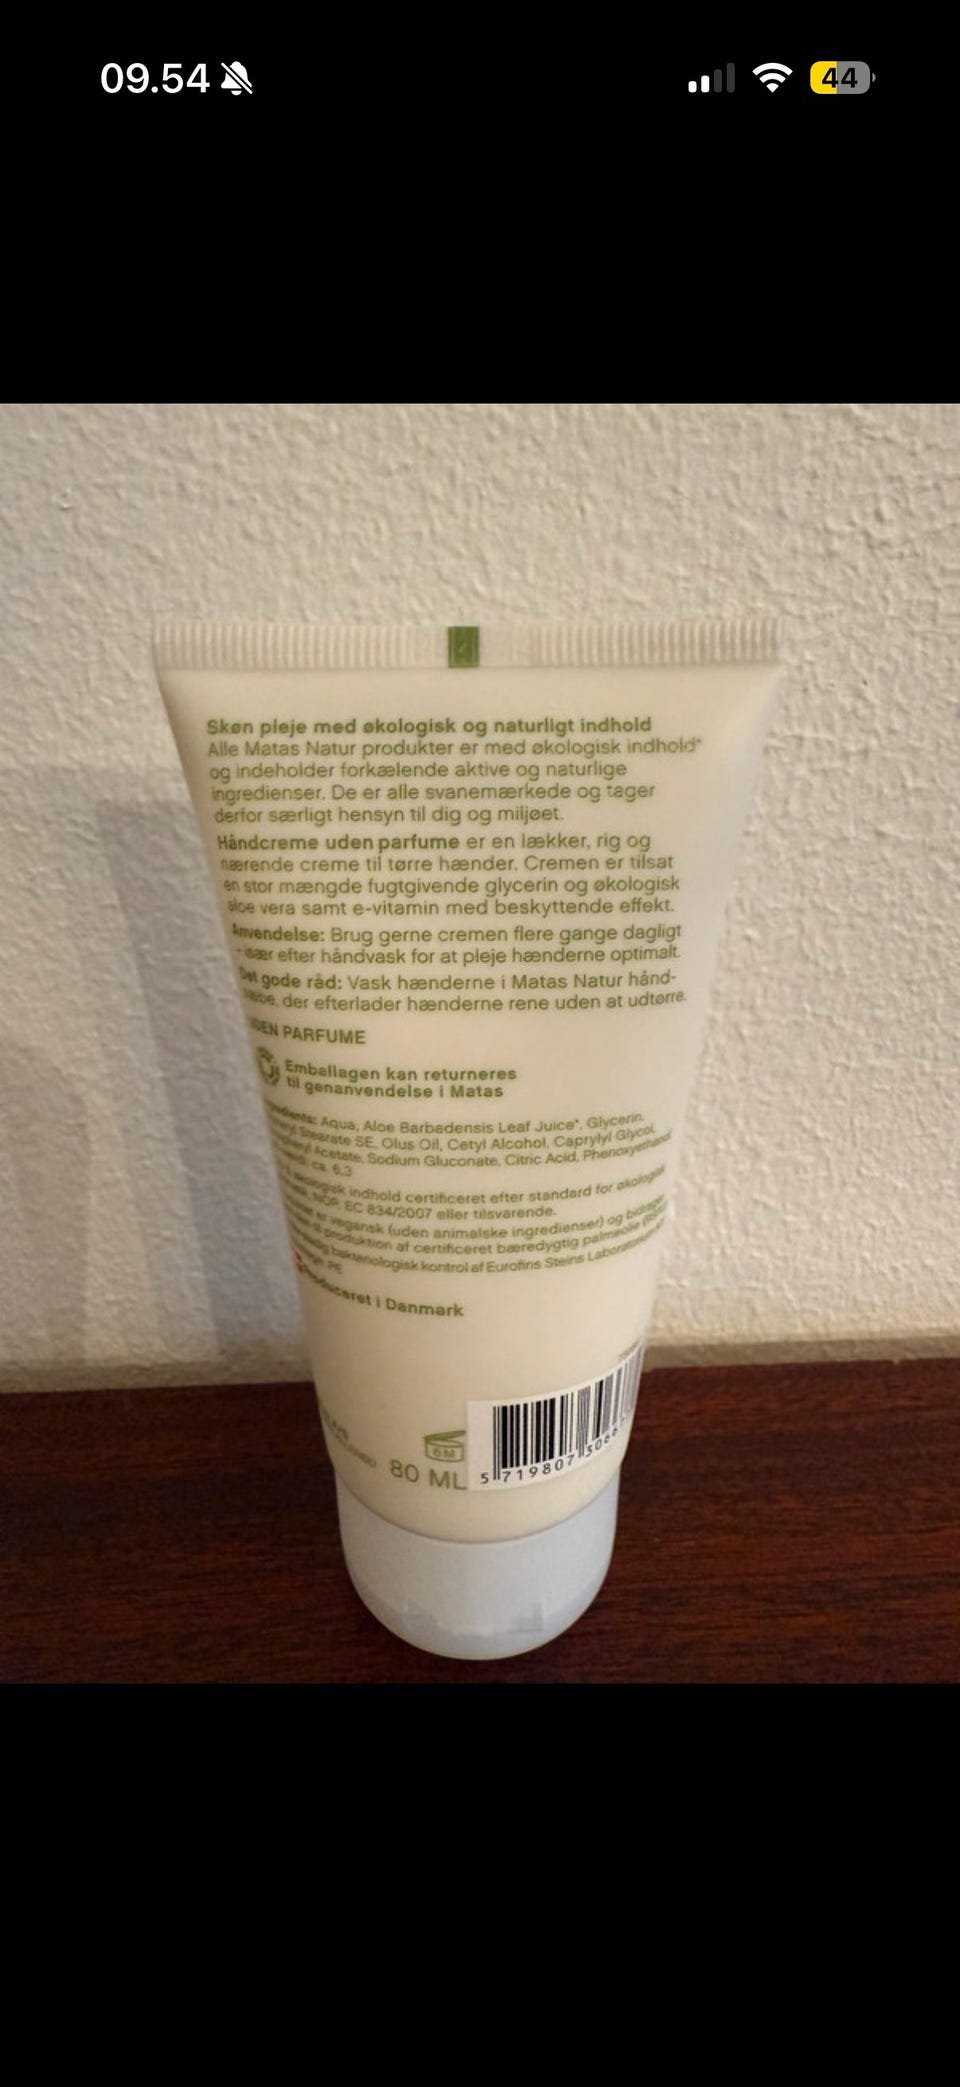 09.54
44
Skøn pleje med økologisk og naturligt indhold
Alle Matas Natur produkter er med økologisk indhold*
og indeholder forkælende aktive og naturlige
ingredienser. De er alle svanemærkede og tager
derfor særligt hensyn til dig og miljøet.
Håndcreme uden parfume er en lækker, rig og
nærende creme til tørre hænder. Cremen er tilsat
en stor mængde fugtgivende glycerin og økologisk
aloe vera samt e-vitamin med beskyttende effekt.
Anvendelse: Brug gerne cremen flere gange dagligt
- især efter håndvask for at pleje hænderne optimalt.
Det gode råd: Vask hænderne i Matas Natur hånd-
sæbe, der efterlader hænderne rene uden at udtørre.
UDEN PARFUME
Emballagen kan returneres
til genanvendelse i Matas
Aqua, Aloe Barbadensis Leaf Juice*, Glycerin,
Stearate SE, Olus Oil, Cetyl Alcohol, Caprylyl Glycol,
Acetate, Sodium Gluconate, Citric Acid, Phenoxyethanol
ca. 6.3
økologisk indhold certificeret efter standard for økologisk
NOP, EC 834/2007 eller tilsvarende.
er vegansk (uden animalske ingredienser) og bidrager
til produktion af certificeret bæredygtig palmeolie
bakteriologisk kontrol af Eurofins Steins Laboratorium
PE
Produceret i Danmark
6M
80 ML
5 719807